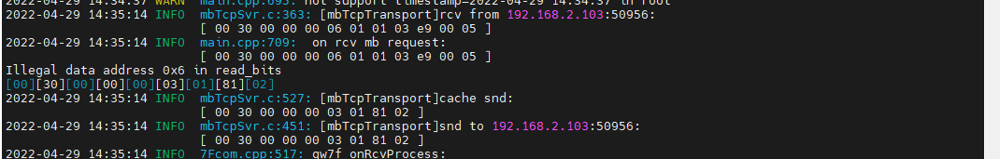 2022-04-29 14:34:37 WARN  main.cpp:695: not support timestamp=2022-04-29 14:34:37 in root
2022-04-29 14:35:14 INFO  mbTcpSvr.c:363: [mbTcpTransport]rcv from 192.168.2.103:50956:
[ 00 30 00 00 00 06 01 01 03 e9 00 05 ]
2022-04-29 14:35:14 INFO  main.cpp:709:  on rcv mb request:
[ 00 30 00 00 00 06 01 01 03 e9 00 05 ]
Illegal data address 0x6 in read_bits
[00][30][00][00][00][03][01][81][02]
2022-04-29 14:35:14 INFO  mbTcpSvr.c:527: [mbTcpTransport]cache snd:
[ 00 30 00 00 00 03 01 81 02 ]
2022-04-29 14:35:14 INFO  mbTcpSvr.c:451: [mbTcpTransport]snd to 192.168.2.103:50956:
[ 00 30 00 00 00 03 01 81 02 ]
2022-04-29 14:35:14 INFO  7Fcom.cpp:517: gw7f onRcvProcess: